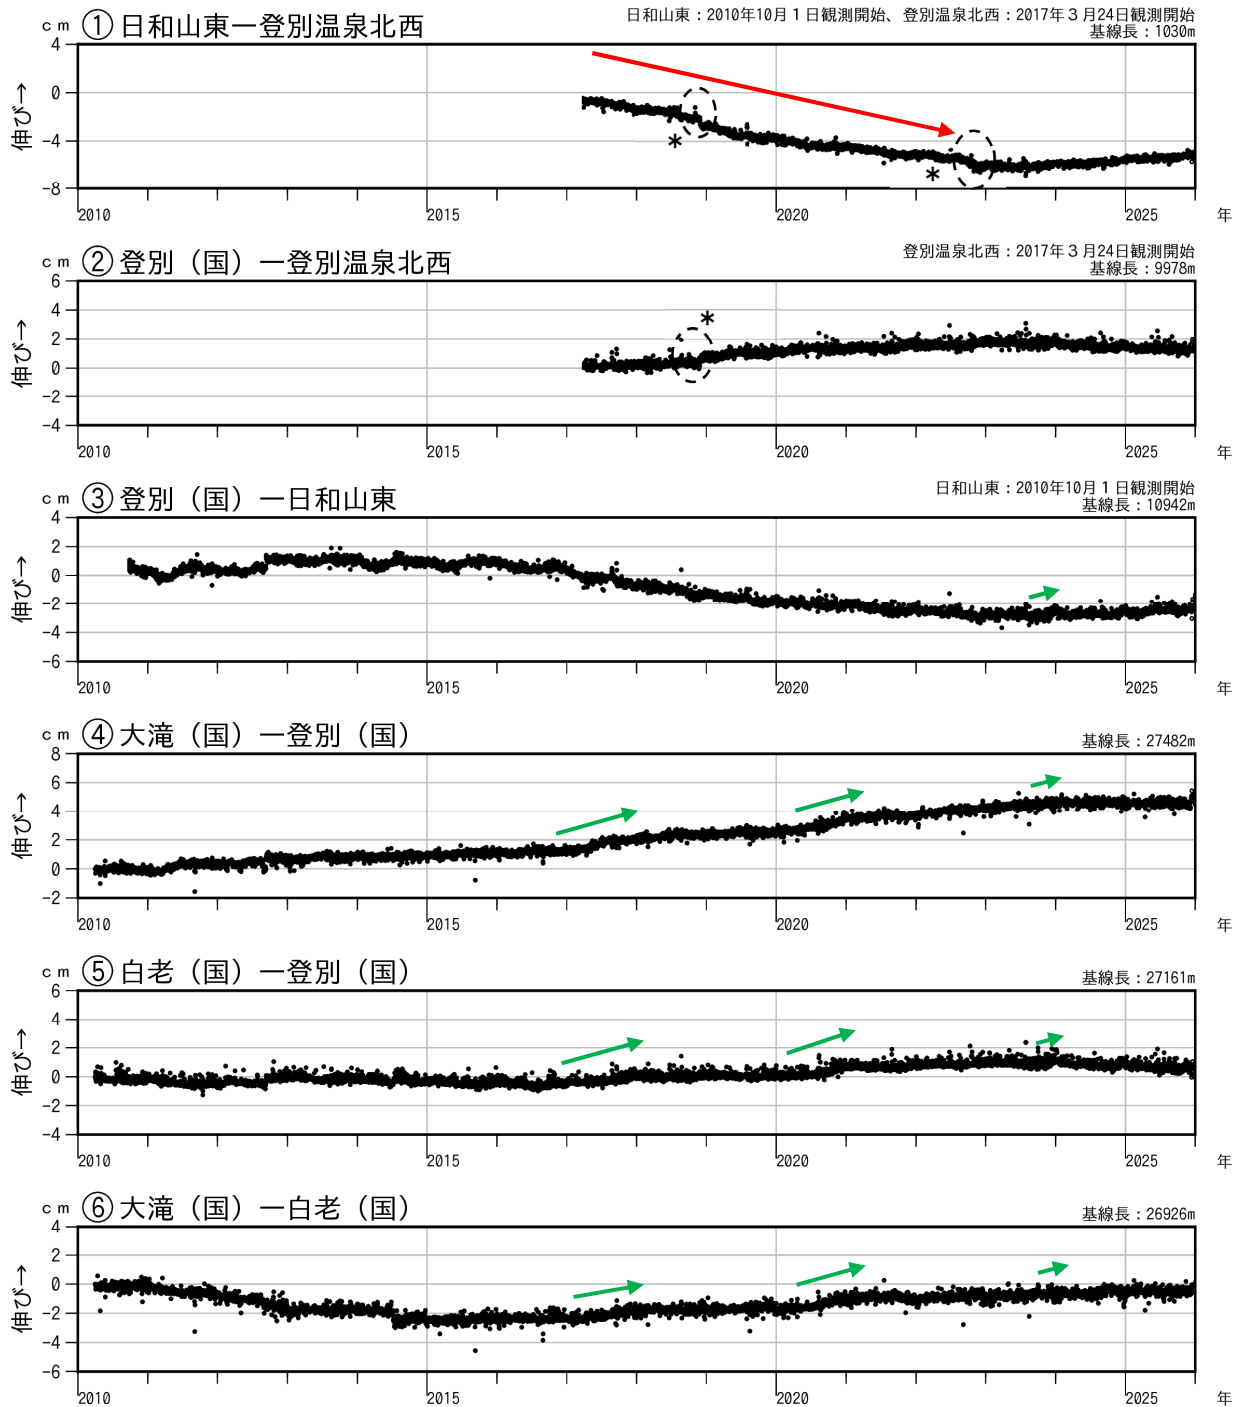 cm ①日和山東ー登別温泉北西
日和山東：2010年10月１日観測開始、登別温泉北西：2017年３月24日観測開始
基線長：1030m
4
0
-4
-8
伸び→
*
*
2010 2015 2020 2025 年
cm ②登別（国）ー登別温泉北西
登別温泉北西：2017年３月24日観測開始
基線長：9978m
6
4
2
0
-2
-4
伸び→
*
2010 2015 2020 2025 年
cm ③登別（国）ー日和山東
日和山東：2010年10月１日観測開始
基線長：10942m
4
2
0
-2
-4
-6
伸び→
2010 2015 2020 2025 年
cm ④大滝（国）ー登別（国）
基線長：27482m
8
6
4
2
0
-2
伸び→
2010 2015 2020 2025 年
cm ⑤白老（国）ー登別（国）
基線長：27161m
6
4
2
0
-2
-4
伸び→
2010 2015 2020 2025 年
cm ⑥大滝（国）ー白老（国）
基線長：26926m
4
2
0
-2
-4
-6
伸び→
2010 2015 2020 2025 年